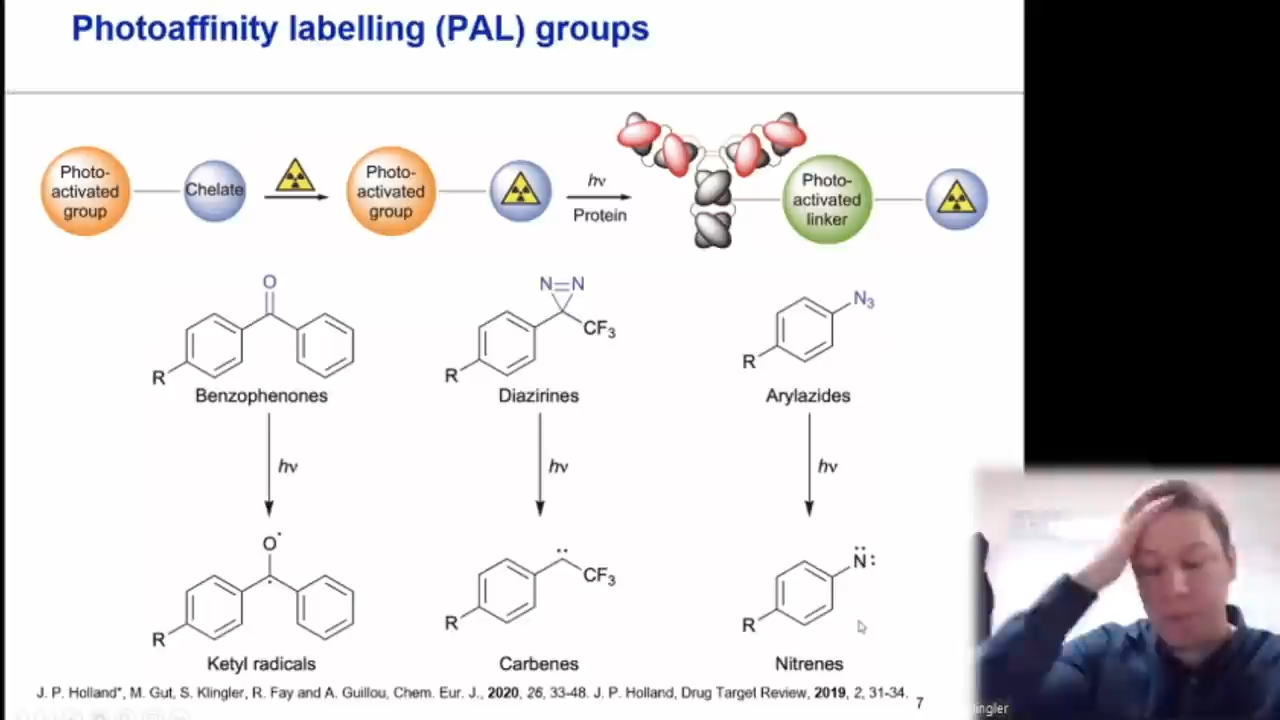 Photoaffinity labelling (PAL) groups
Photo-
activated
group
Chelate
Photo-
activated
group
hν
Protein
Photo-
activated
linker
O
R
Benzophenones
N=N
CF₃
R
Diazirines
N₃
R
Arylazides
hν
hν
hν
O·
R
Ketyl radicals
CF₃
R
Carbenes
N
R
Nitrenes
J. P. Holland*, M. Gut, S. Klingler, R. Fay and A. Guillou, Chem. Eur. J., 2020, 26, 33-48. J. P. Holland, Drug Target Review, 2019, 2, 31-34.
7